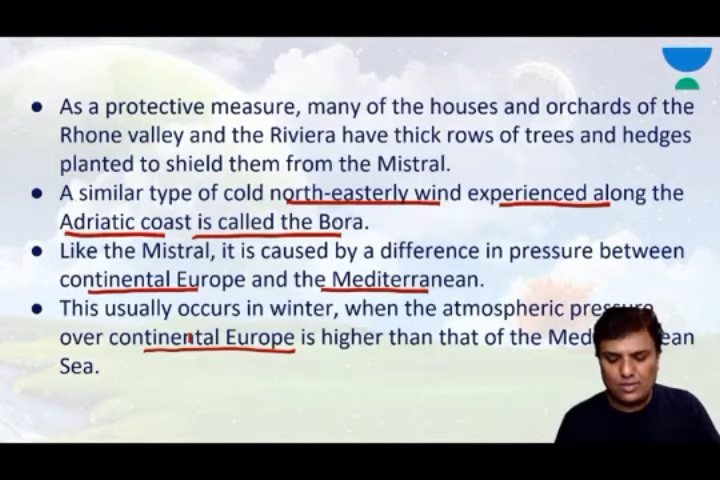 ● As a protective measure, many of the houses and orchards of the
Rhone valley and the Riviera have thick rows of trees and hedges
planted to shield them from the Mistral.
● A similar type of cold north-easterly wind experienced along the
Adriatic coast is called the Bora.
● Like the Mistral, it is caused by a difference in pressure between
continental Europe and the Mediterranean.
● This usually occurs in winter, when the atmospheric pressure
over continental Europe is higher than that of the Med ean
Sea.